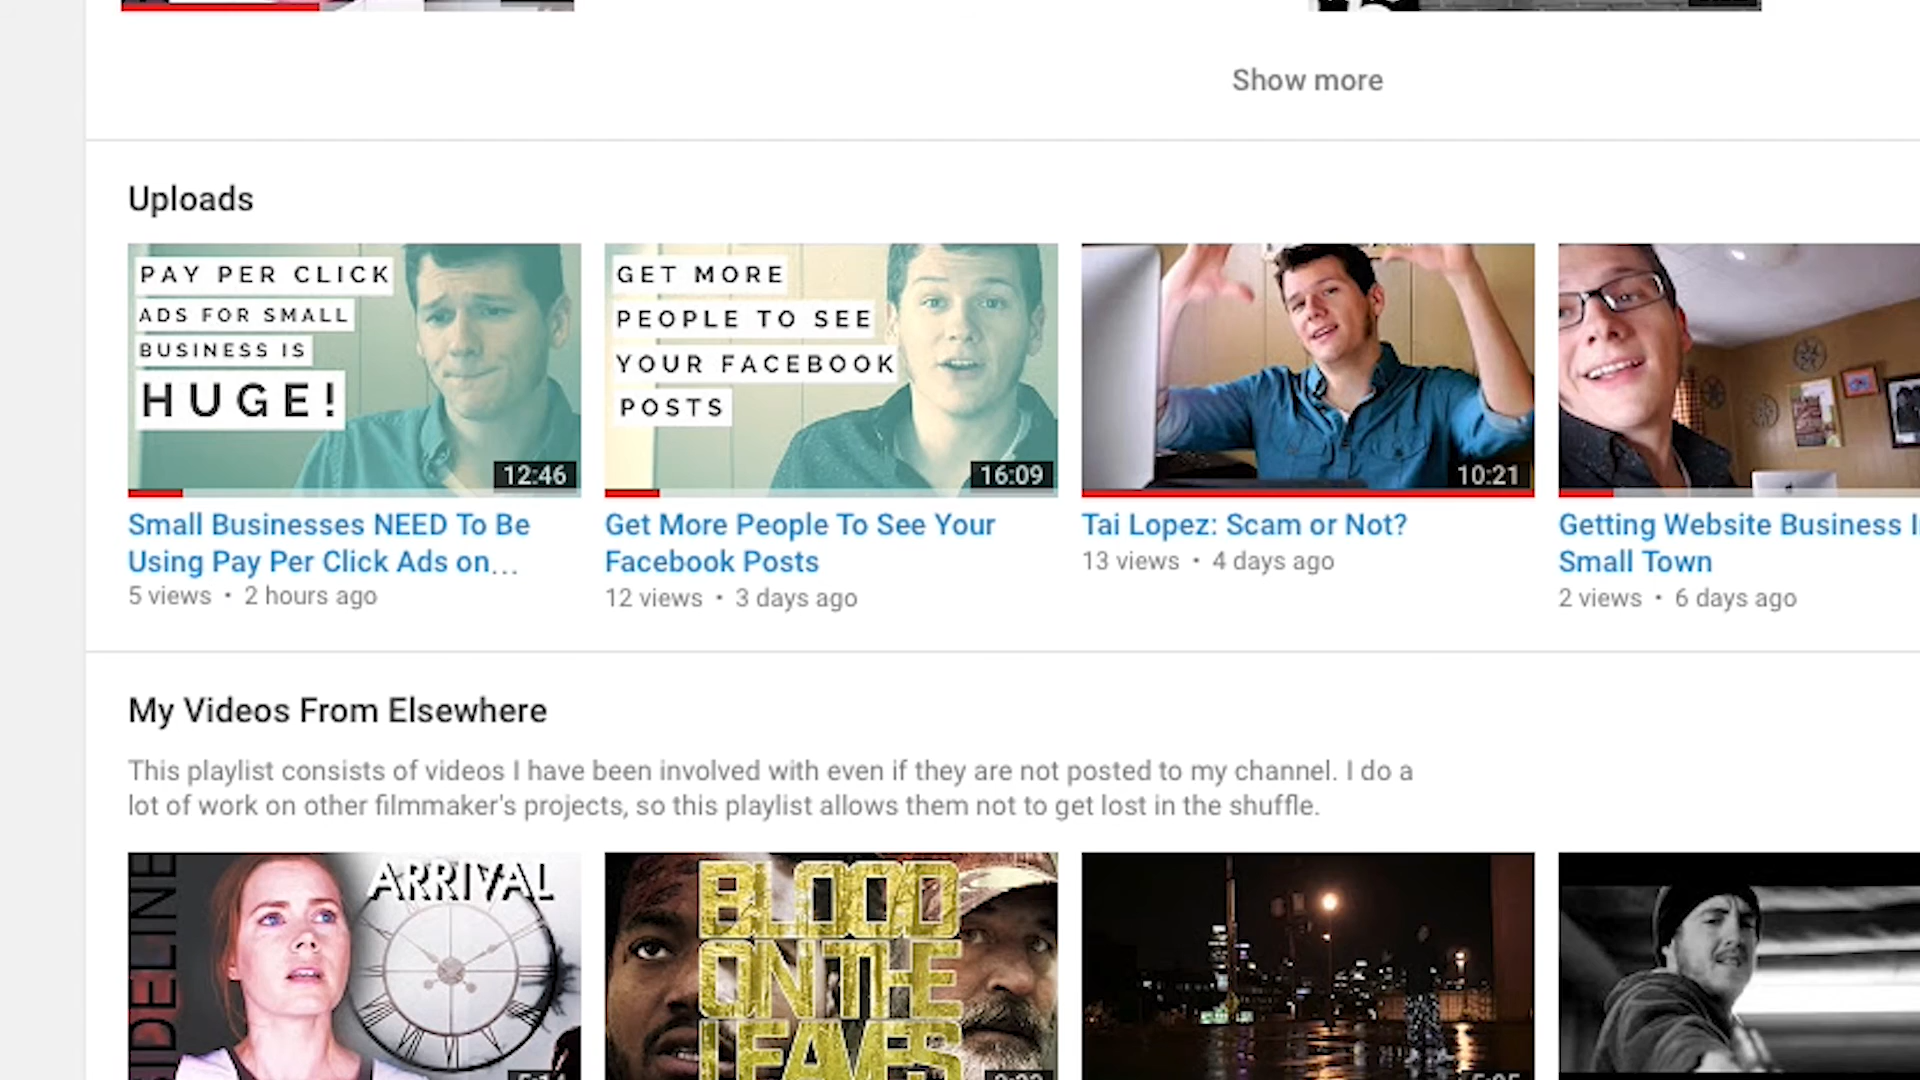 Show more
Uploads
PAY PER CLICK
ADS FOR SMALL
BUSINESS IS
HUGE!
12:46
GET MORE
PEOPLE TO SEE
YOUR FACEBOOK
POSTS
16:09
10:21
Small Businesses NEED To Be
Using Pay Per Click Ads on...
5 views • 2 hours ago
Get More People To See Your
Facebook Posts
12 views • 3 days ago
Tai Lopez: Scam or Not?
13 views • 4 days ago
Getting Website Business
Small Town
2 views • 6 days ago
My Videos From Elsewhere
This playlist consists of videos I have been involved with even if they are not posted to my channel. I do a
lot of work on other filmmaker's projects, so this playlist allows them not to get lost in the shuffle.
ARRIVAL
BLOOD
ON THE
LEAVES